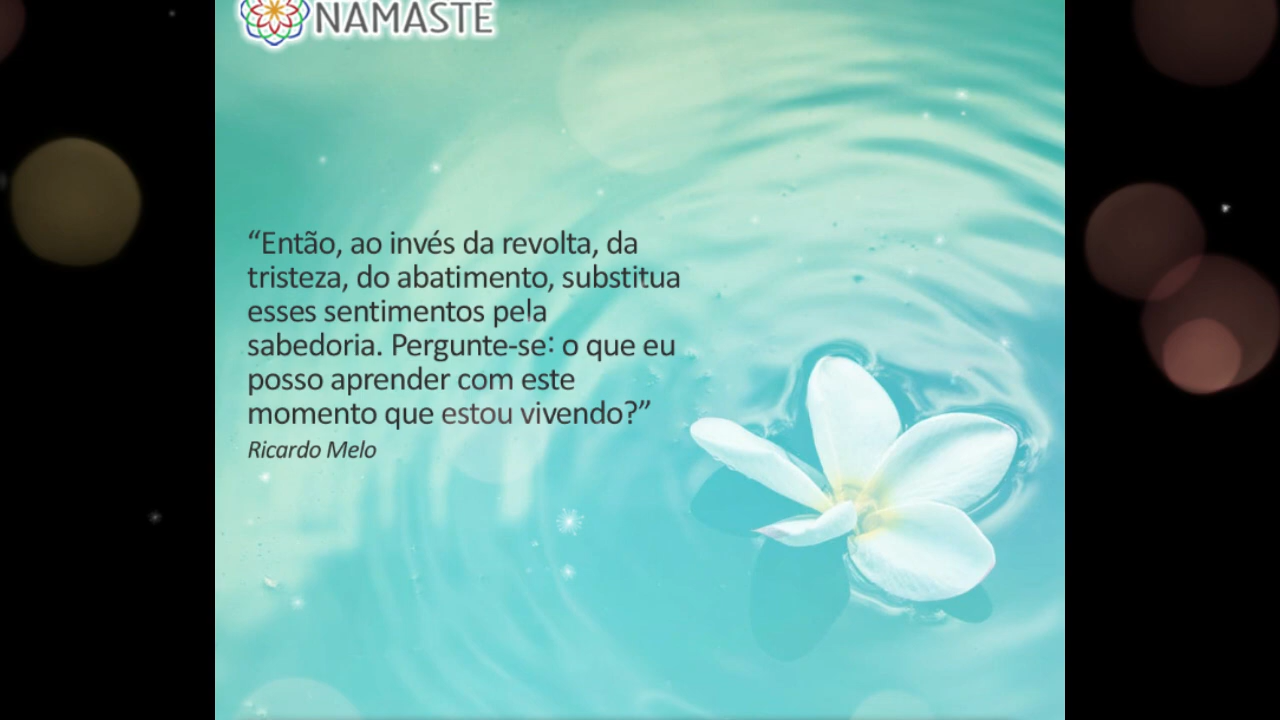 NAMASTE
“Então, ao invés da revolta, da
tristeza, do abatimento, substitua
esses sentimentos pela
sabedoria. Pergunte-se: o que eu
posso aprender com este
momento que estou vivendo?”
Ricardo Melo